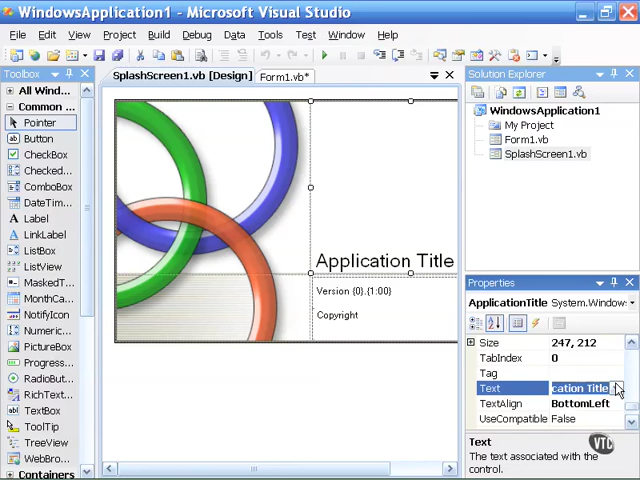 WindowsApplication1 - Microsoft Visual Studio
File Edit View Project Build Debug Data Tools Test Window Help
Toolbox
All Win...
Common ...
Pointer
Button
CheckBox
Checked...
ComboBox
DateTim...
Label
LinkLabel
ListBox
ListView
MaskedT...
MonthCa...
NotifyIcon
Numeric...
PictureBox
Progress...
RadioBut...
RichText...
TextBox
ToolTip
TreeView
WebBro...
Containers
SplashScreen1.vb [Design] Form1.vb*
Application Title
Version {0}.{1:00}
Copyright
Solution Explorer
WindowsApplication1
My Project
Form1.vb
SplashScreen1.vb
Properties
ApplicationTitle System.Window
Size 247, 212
TabIndex 0
Tag
Text cation Title
TextAlign BottomLeft
UseCompatible False
VTC
Text
The text associated with the
control.